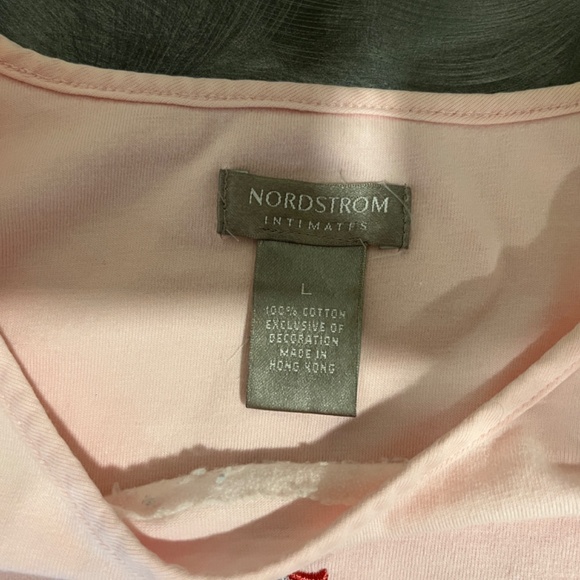 NORDSTROM
INTIMATES
L
100% COTTON
EXCLUSIVE OF
DECORATION
MADE IN
HONG KONG